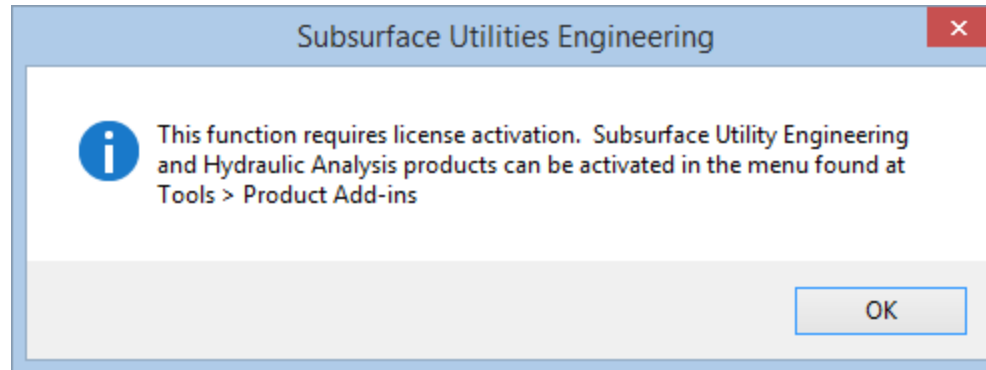 Subsurface Utilities Engineering
This function requires license activation.  Subsurface Utility Engineering
and Hydraulic Analysis products can be activated in the menu found at
Tools > Product Add-ins
OK